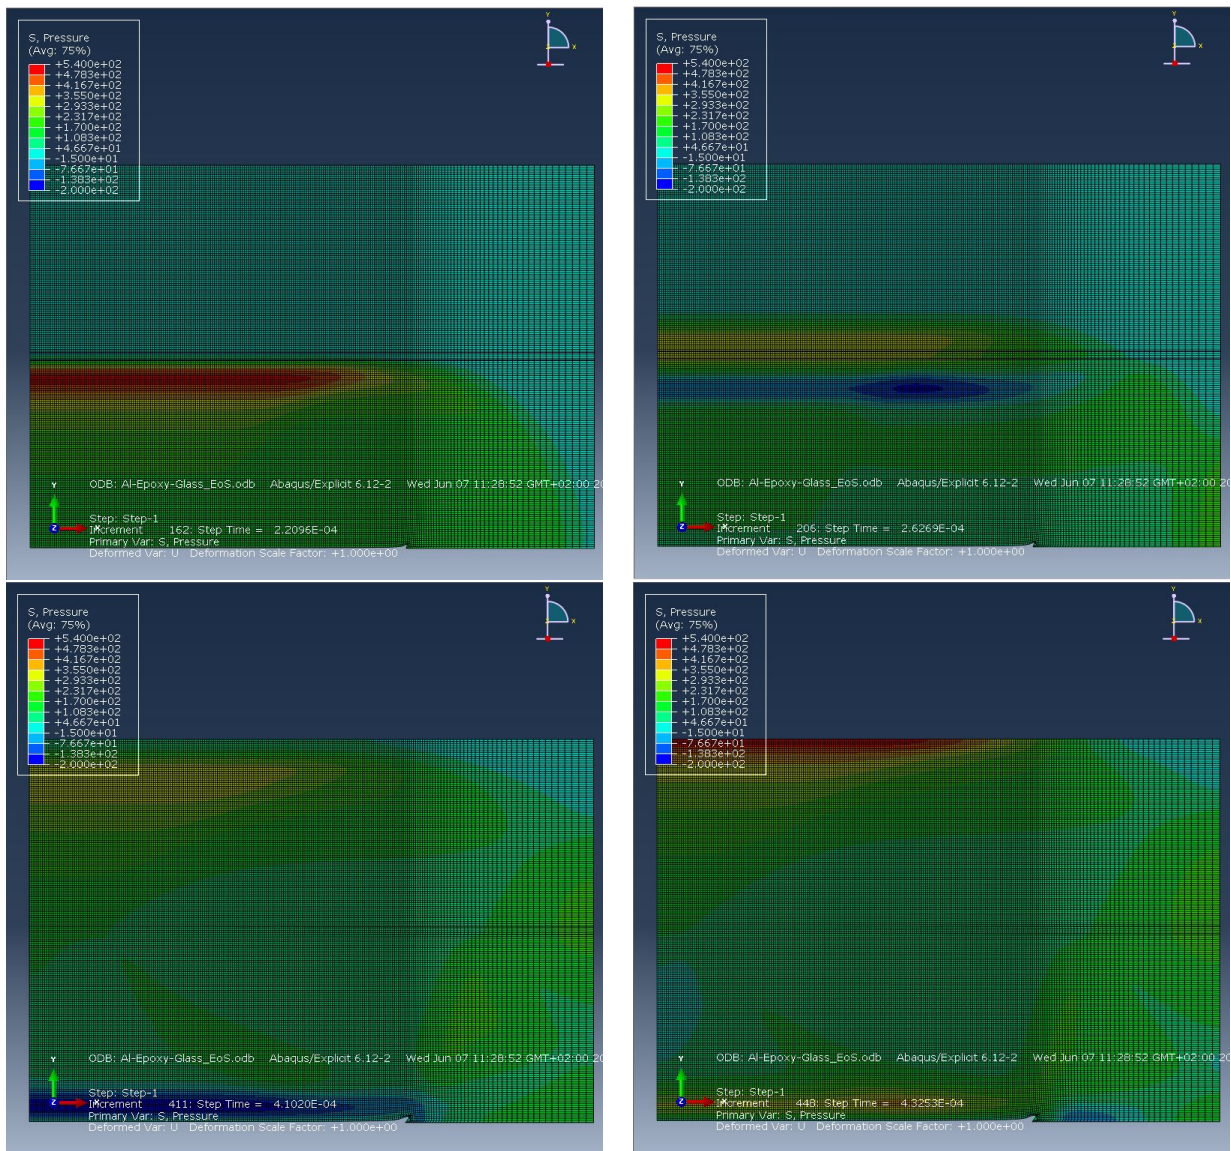 S, Pressure
(Avg: 75%)
+5.400e+02
+4.783e+02
+4.167e+02
+3.550e+02
+2.933e+02
+2.317e+02
+1.700e+02
+1.083e+02
+4.667e+01
-1.500e+01
-7.667e+01
-1.383e+02
-2.000e+02
Y
X
Z
Y
Z X
ODB: Al-Epoxy-Glass_EoS.odb Abaqus/Explicit 6.12-2 Wed Jun 07 11:28:52 GMT+02:00 20
Step: Step-1
Increment 162: Step Time = 2.2096E-04
Primary Var: S, Pressure
Deformed Var: U Deformation Scale Factor: +1.000e+00
S, Pressure
(Avg: 75%)
+5.400e+02
+4.783e+02
+4.167e+02
+3.550e+02
+2.933e+02
+2.317e+02
+1.700e+02
+1.083e+02
+4.667e+01
-1.500e+01
-7.667e+01
-1.383e+02
-2.000e+02
Y
X
Z
Y
Z X
ODB: Al-Epoxy-Glass_EoS.odb Abaqus/Explicit 6.12-2 Wed Jun 07 11:28:52 GMT+02:00 20
Step: Step-1
Increment 206: Step Time = 2.6269E-04
Primary Var: S, Pressure
Deformed Var: U Deformation Scale Factor: +1.000e+00
S, Pressure
(Avg: 75%)
+5.400e+02
+4.783e+02
+4.167e+02
+3.550e+02
+2.933e+02
+2.317e+02
+1.700e+02
+1.083e+02
+4.667e+01
-1.500e+01
-7.667e+01
-1.383e+02
-2.000e+02
Y
X
Z
Y
Z X
ODB: Al-Epoxy-Glass_EoS.odb Abaqus/Explicit 6.12-2 Wed Jun 07 11:28:52 GMT+02:00 20
Step: Step-1
Increment 411: Step Time = 4.1020E-04
Primary Var: S, Pressure
Deformed Var: U Deformation Scale Factor: +1.000e+00
S, Pressure
(Avg: 75%)
+5.400e+02
+4.783e+02
+4.167e+02
+3.550e+02
+2.933e+02
+2.317e+02
+1.700e+02
+1.083e+02
+4.667e+01
-1.500e+01
-7.667e+01
-1.383e+02
-2.000e+02
Y
X
Z
Y
Z X
ODB: Al-Epoxy-Glass_EoS.odb Abaqus/Explicit 6.12-2 Wed Jun 07 11:28:52 GMT+02:00 20
Step: Step-1
Increment 448: Step Time = 4.3253E-04
Primary Var: S, Pressure
Deformed Var: U Deformation Scale Factor: +1.000e+00